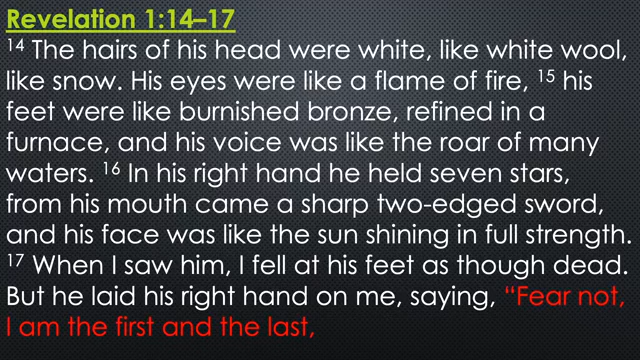 Revelation 1:14–17
14 The hairs of his head were white, like white wool,
like snow. His eyes were like a flame of fire, 15 his
feet were like burnished bronze, refined in a
furnace, and his voice was like the roar of many
waters. 16 In his right hand he held seven stars,
from his mouth came a sharp two-edged sword,
and his face was like the sun shining in full strength.
17 When I saw him, I fell at his feet as though dead.
But he laid his right hand on me, saying, “Fear not,
I am the first and the last,